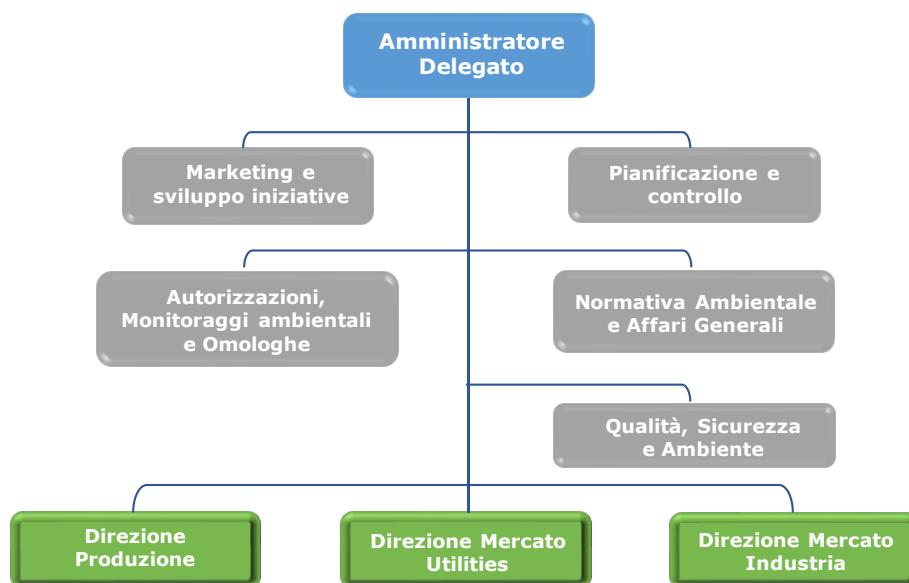 Amministratore
Delegato
Marketing e
sviluppo iniziative
Pianificazione e
controllo
Autorizzazioni,
Monitoraggi ambientali
e Omologhe
Normativa Ambientale
e Affari Generali
Qualità, Sicurezza
e Ambiente
Direzione
Produzione
Direzione Mercato
Utilities
Direzione Mercato
Industria